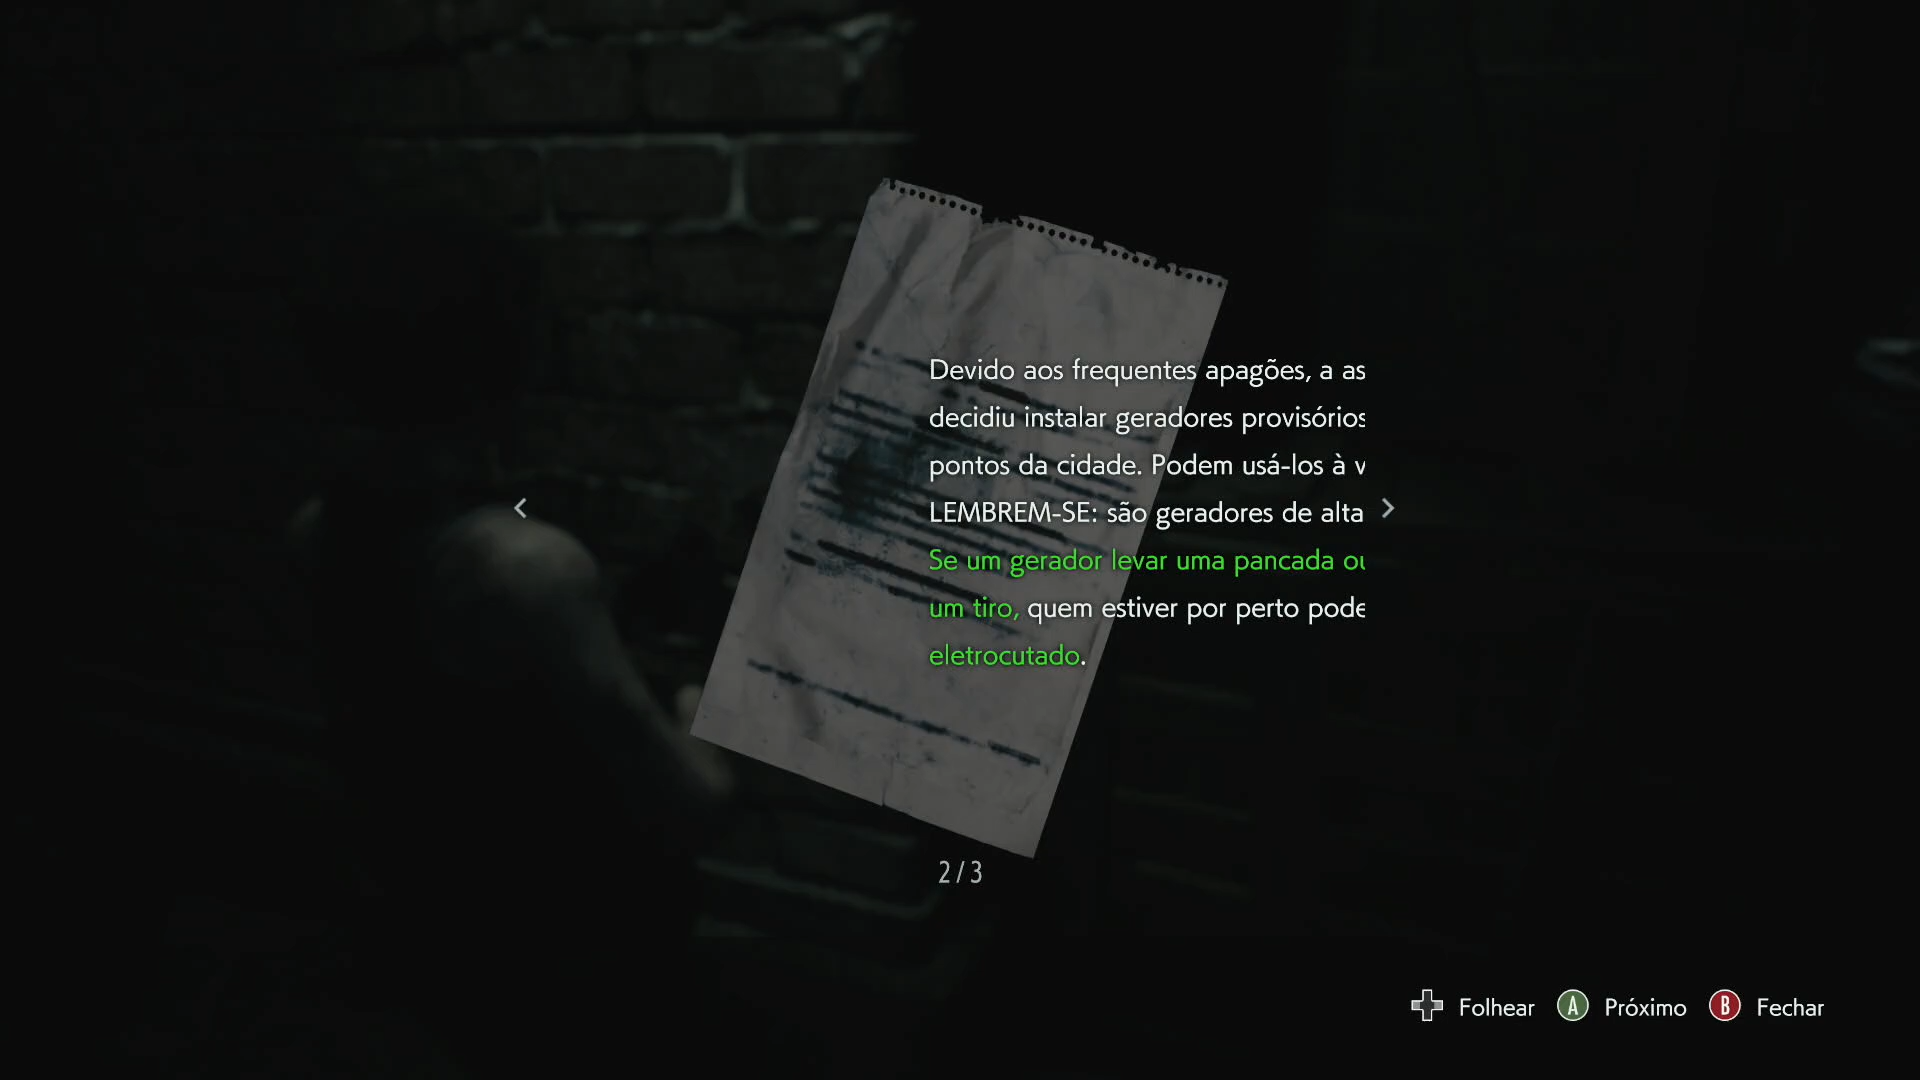 Devido aos frequentes apagões, a as
decidiu instalar geradores provisórios
pontos da cidade. Podem usá-los à v
LEMBREM-SE: são geradores de alta
Se um gerador levar uma pancada ou
um tiro, quem estiver por perto pode
eletrocutado.
2/3
Folhear A Próximo B Fechar